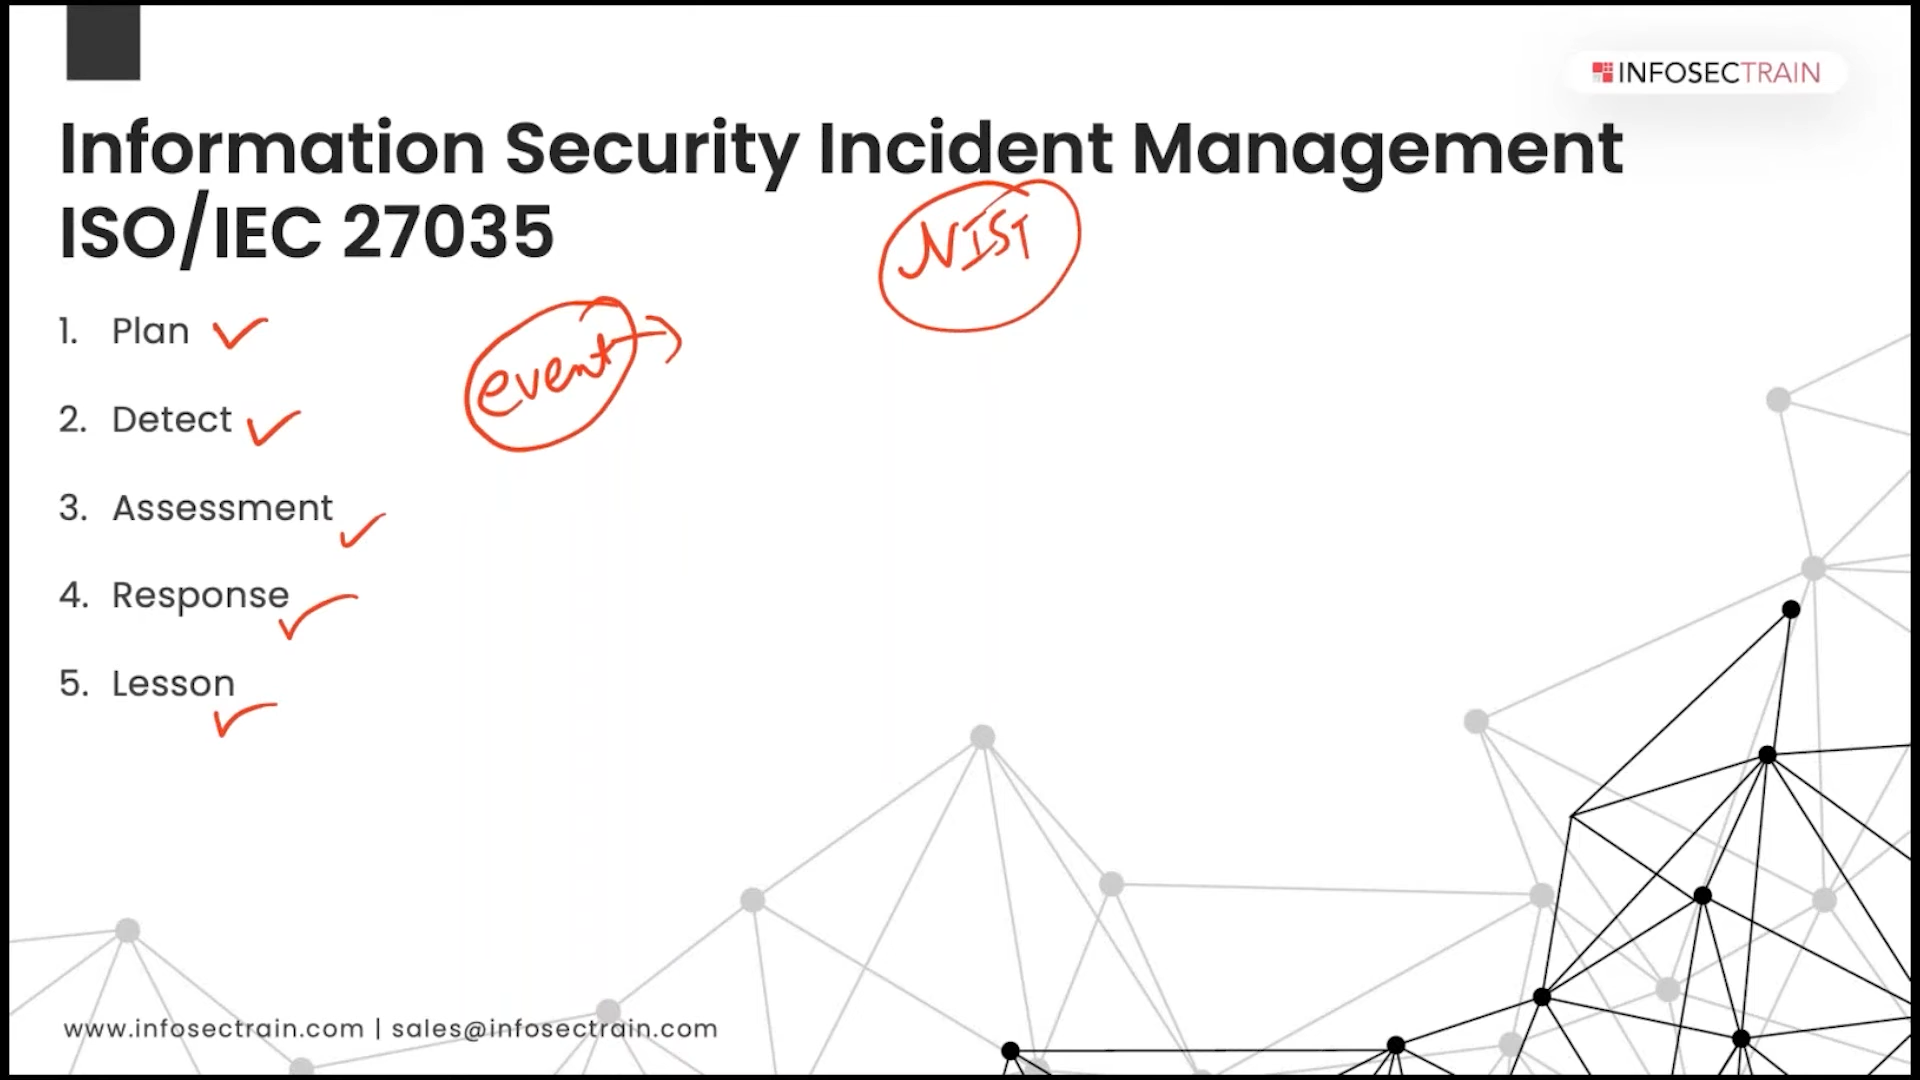 INFOSECTRAIN
Information Security Incident Management
ISO/IEC 27035
NIST
1. Plan
event
2. Detect
3. Assessment
4. Response
5. Lesson
www.infosectrain.com | sales@infosectrain.com